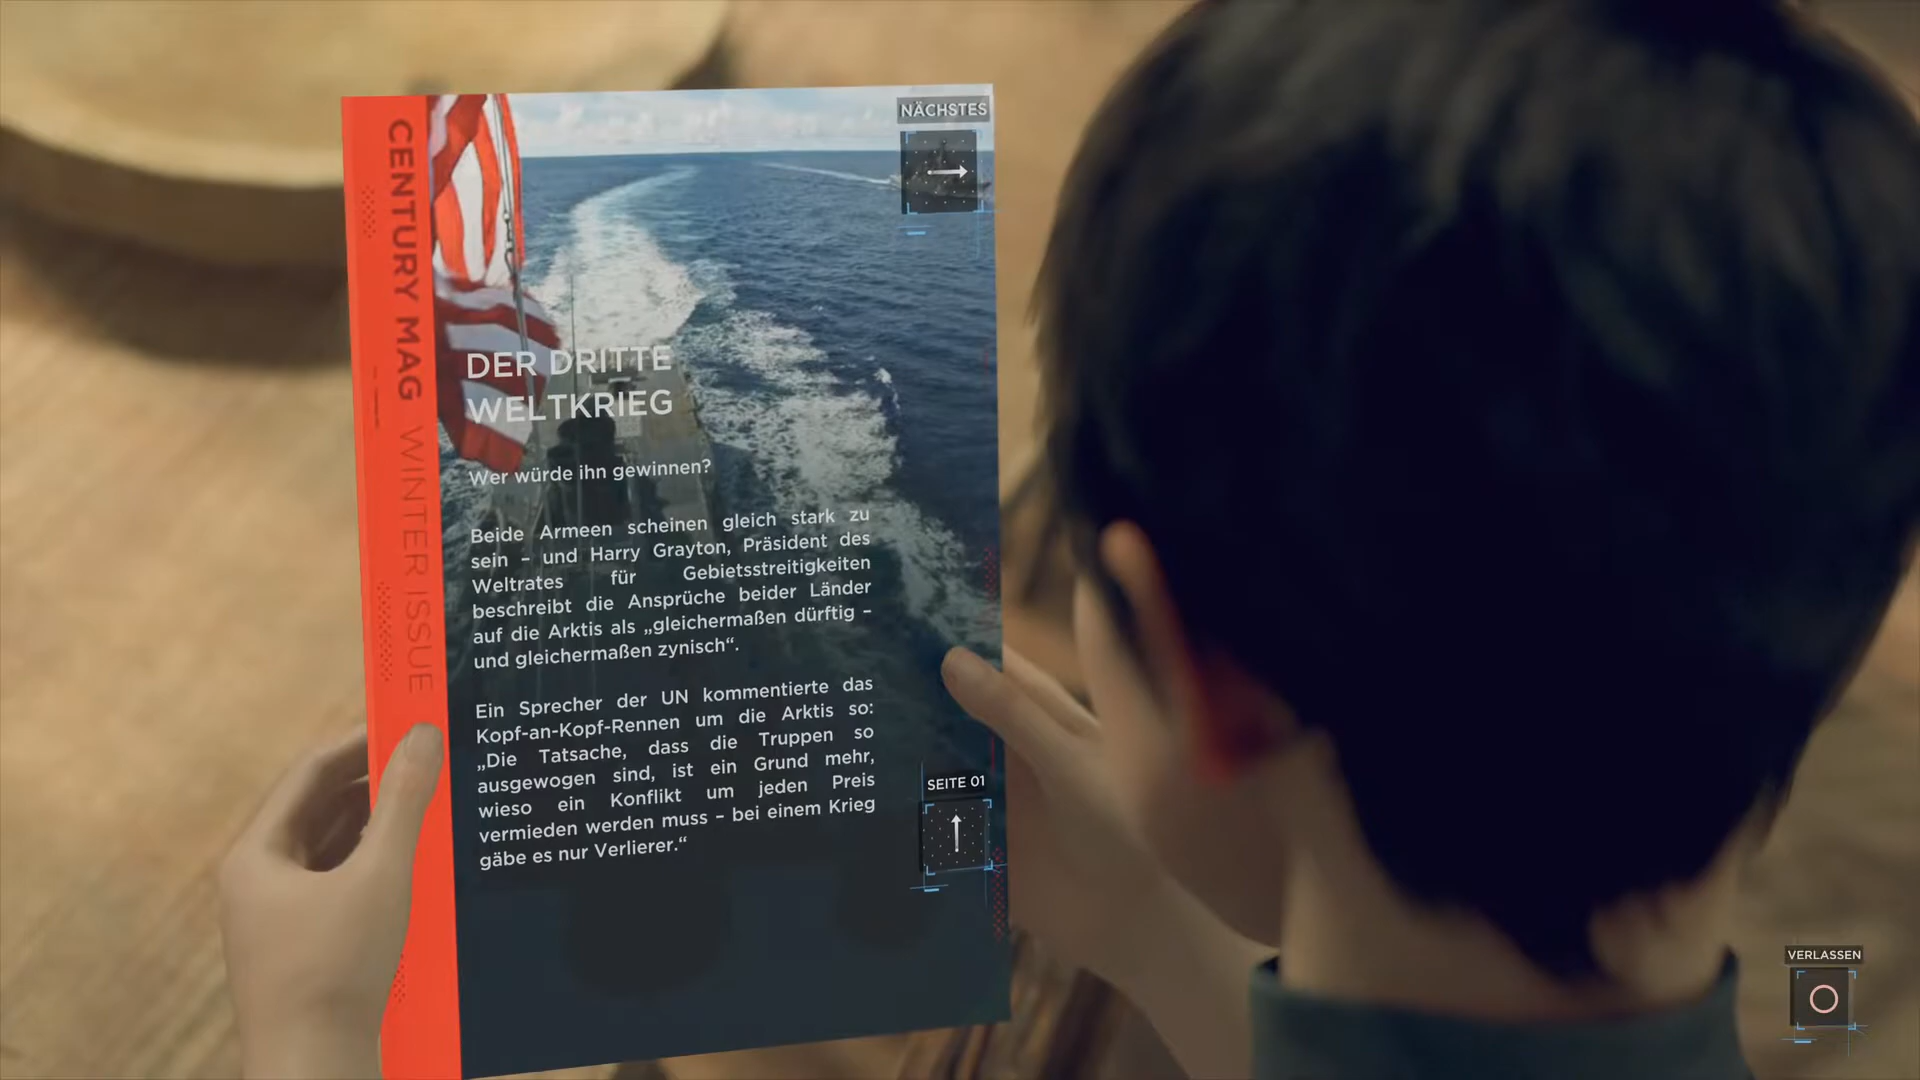 CENTURY MAG WINTER ISSUE
NÄCHSTES
DER DRITTE
WELTKRIEG
Wer würde ihn gewinnen?
Beide Armeen scheinen gleich stark zu
sein – und Harry Grayton, Präsident des
Weltrates für Gebietsstreitigkeiten
beschreibt die Ansprüche beider Länder
auf die Arktis als „gleichermaßen dürftig –
und gleichermaßen zynisch“.
Ein Sprecher der UN kommentierte das
Kopf-an-Kopf-Rennen um die Arktis so:
„Die Tatsache, dass die Truppen so
ausgewogen sind, ist ein Grund mehr,
wieso ein Konflikt um jeden Preis
vermieden werden muss – bei einem Krieg
gäbe es nur Verlierer.“
SEITE 01
VERLASSEN